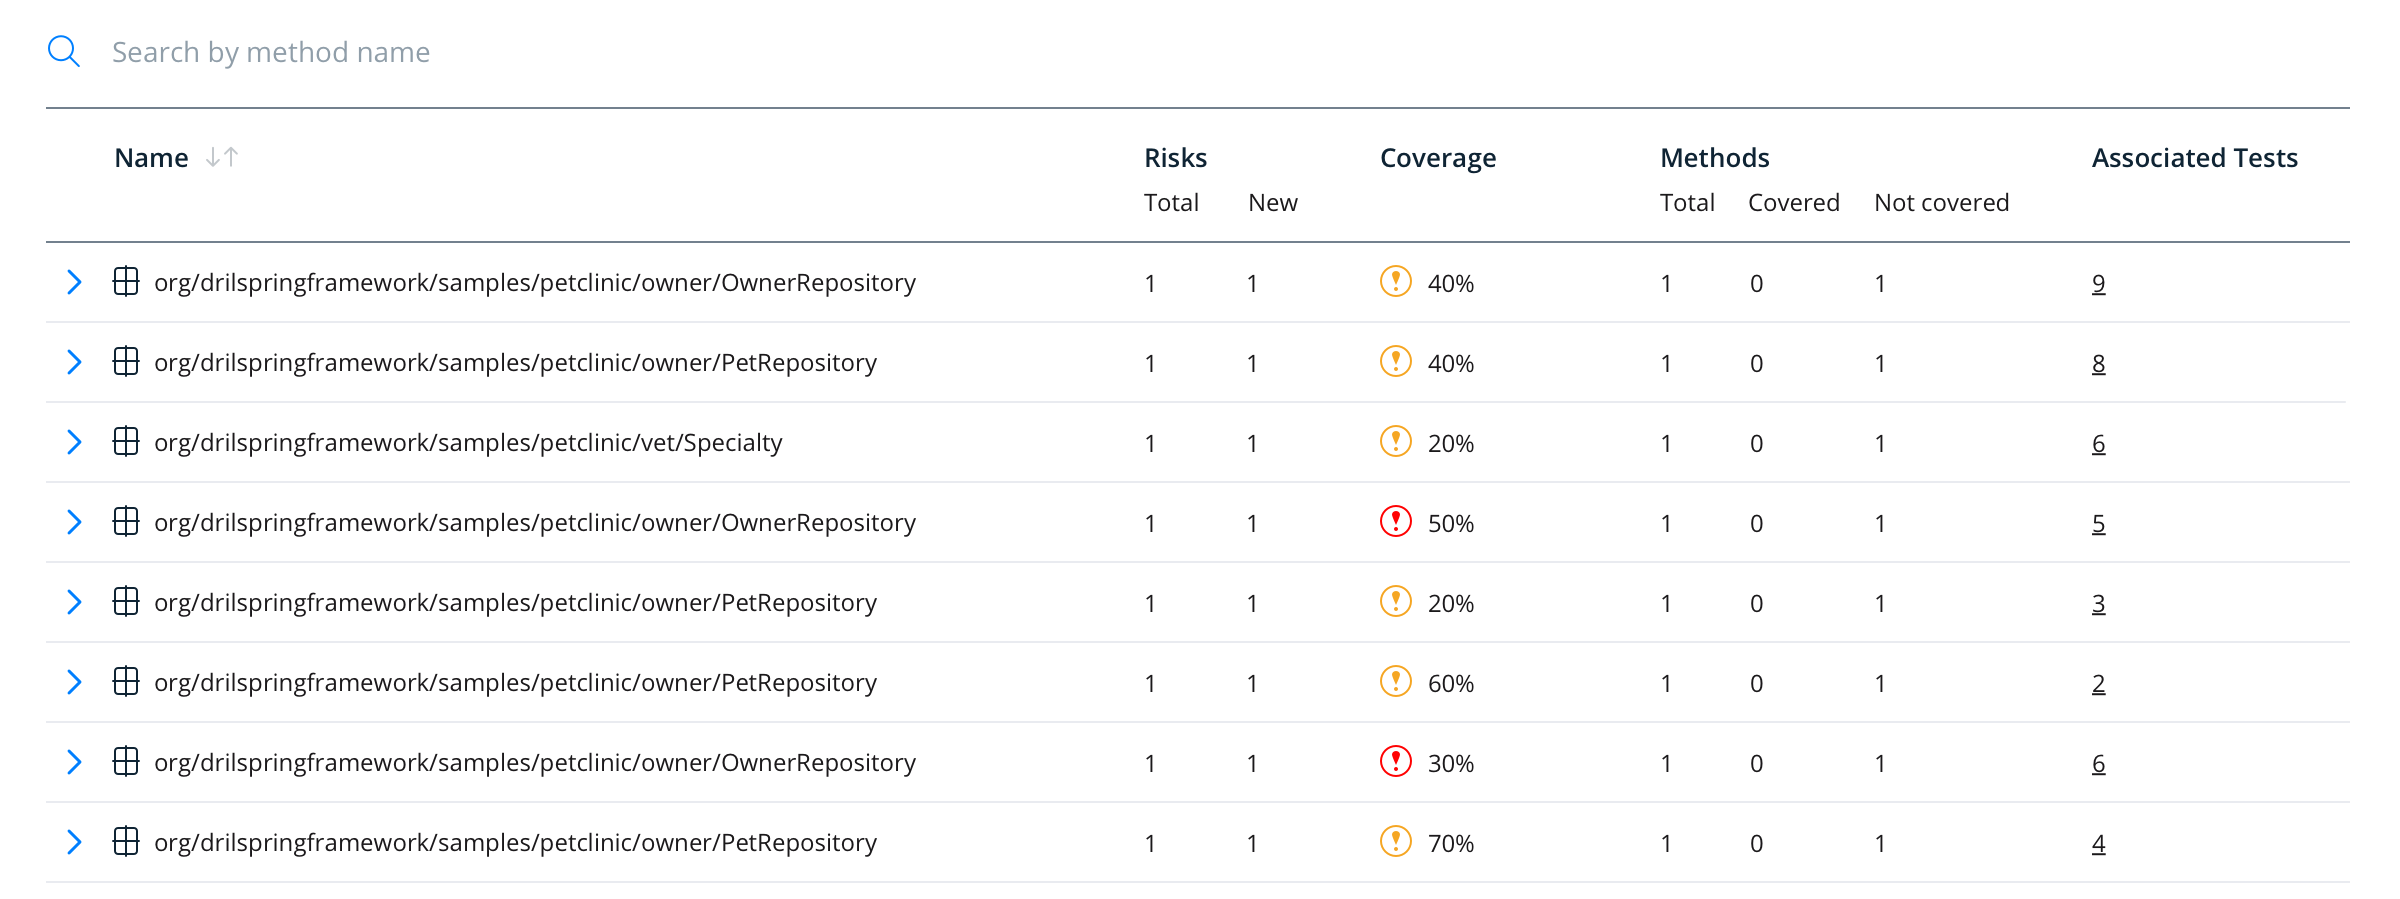 Search by method name
Name Risks Coverage Methods Associated Tests
Total New Total Covered Not covered
org/drilspringframework/samples/petclinic/owner/OwnerRepository 1 1 40% 1 0 1 9
org/drilspringframework/samples/petclinic/owner/PetRepository 1 1 40% 1 0 1 8
org/drilspringframework/samples/petclinic/vet/Specialty 1 1 20% 1 0 1 6
org/drilspringframework/samples/petclinic/owner/OwnerRepository 1 1 50% 1 0 1 5
org/drilspringframework/samples/petclinic/owner/PetRepository 1 1 20% 1 0 1 3
org/drilspringframework/samples/petclinic/owner/PetRepository 1 1 60% 1 0 1 2
org/drilspringframework/samples/petclinic/owner/OwnerRepository 1 1 30% 1 0 1 6
org/drilspringframework/samples/petclinic/owner/PetRepository 1 1 70% 1 0 1 4